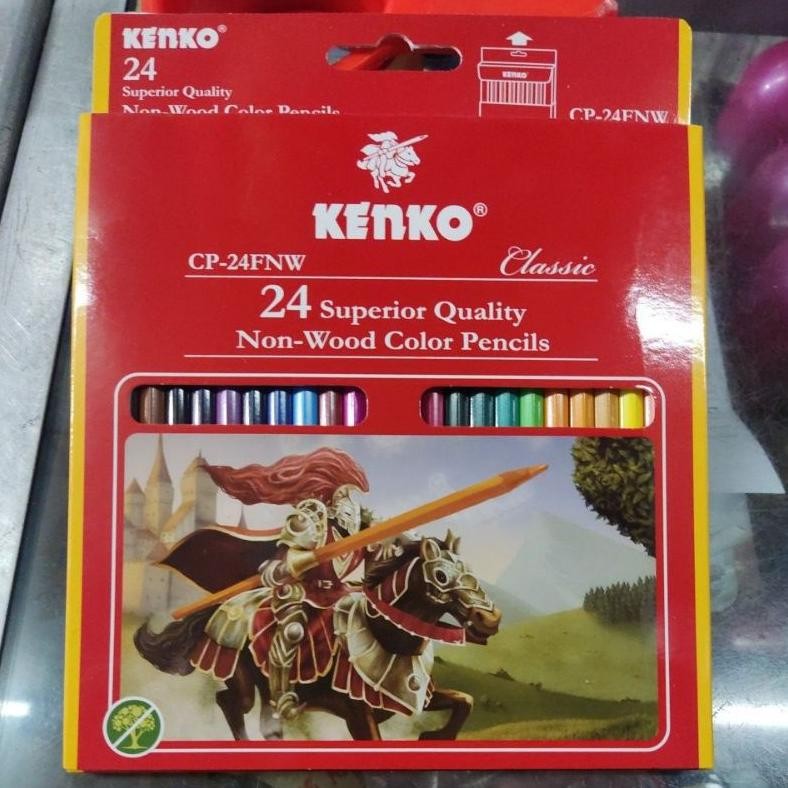 KENKO®
24
Superior Quality
Non-Wood Color Pencils
KENKO
CP-24FNW
KENKO®
CP-24FNW
Classic
24 Superior Quality
Non-Wood Color Pencils